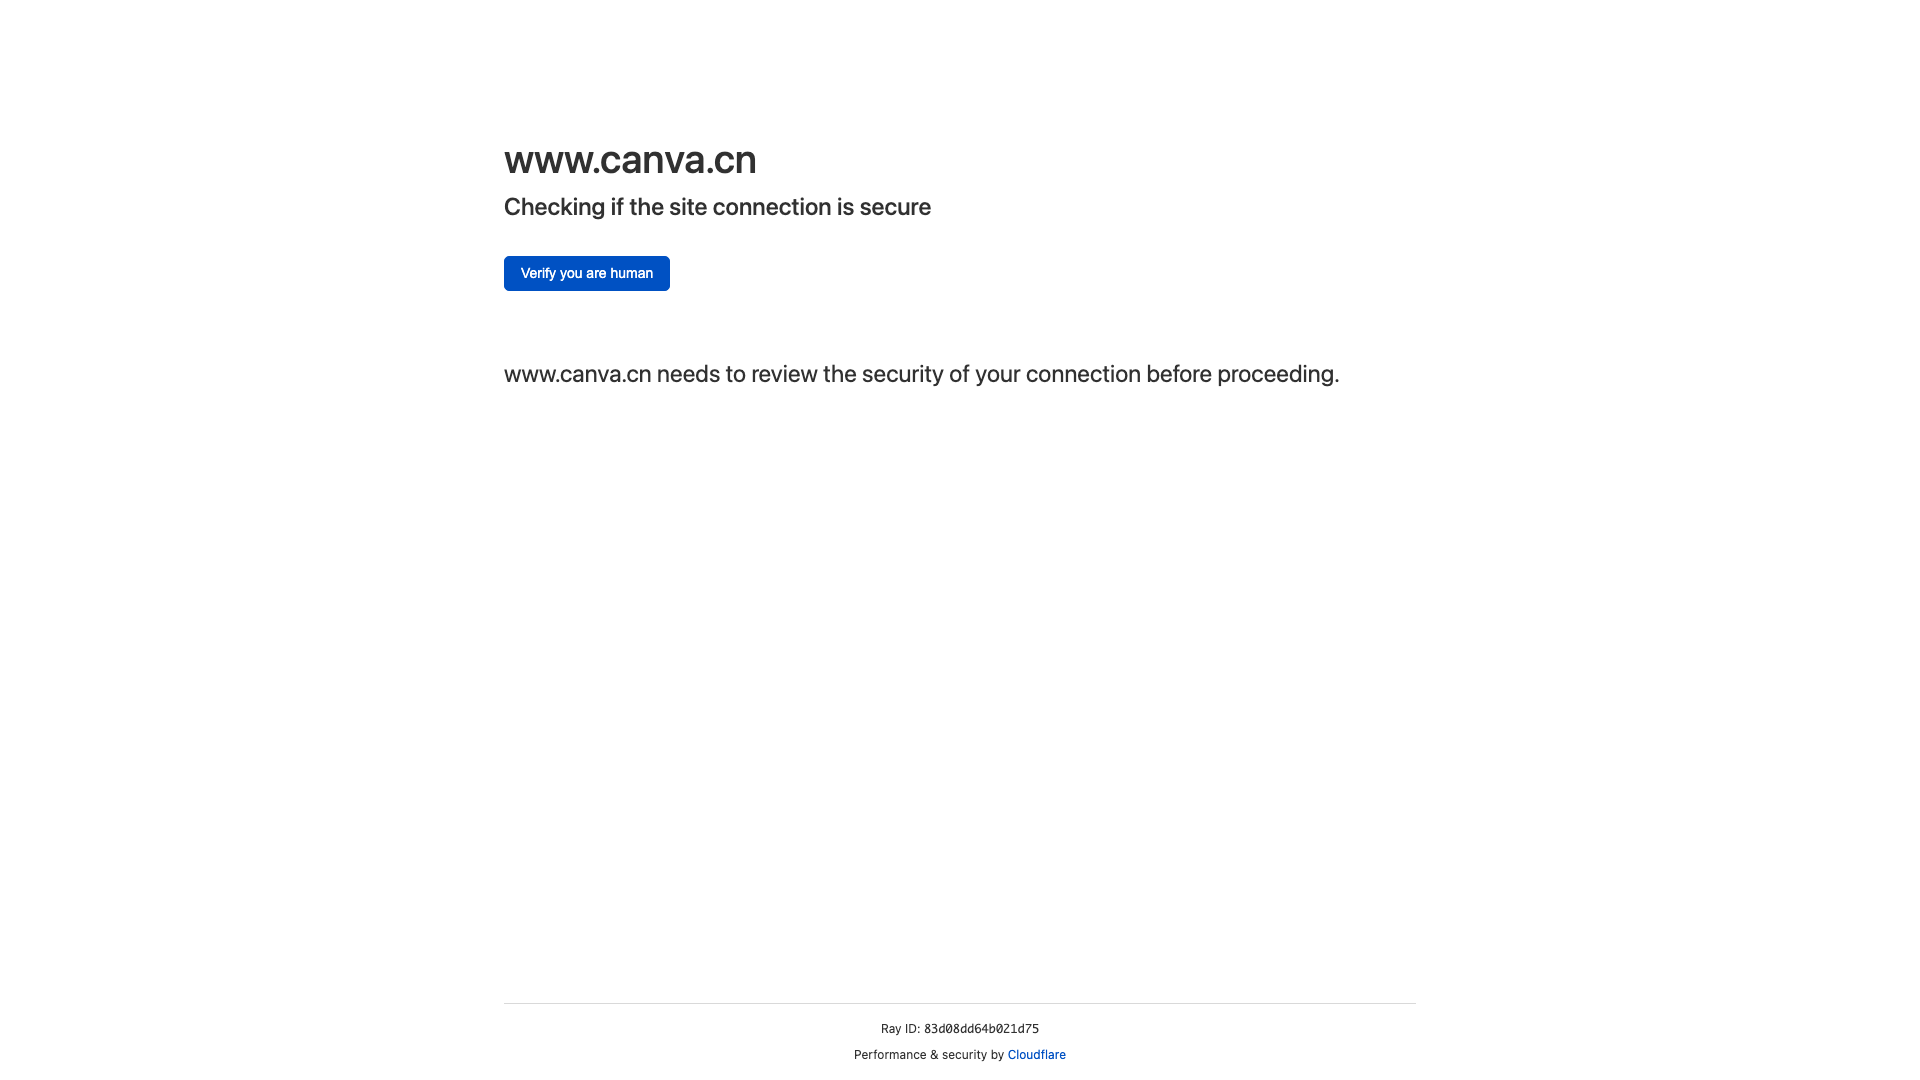 www.canva.cn
Checking if the site connection is secure
Verify you are human
www.canva.cn needs to review the security of your connection before proceeding.
Ray ID: 83d08dd64b021d75
Performance & security by Cloudflare